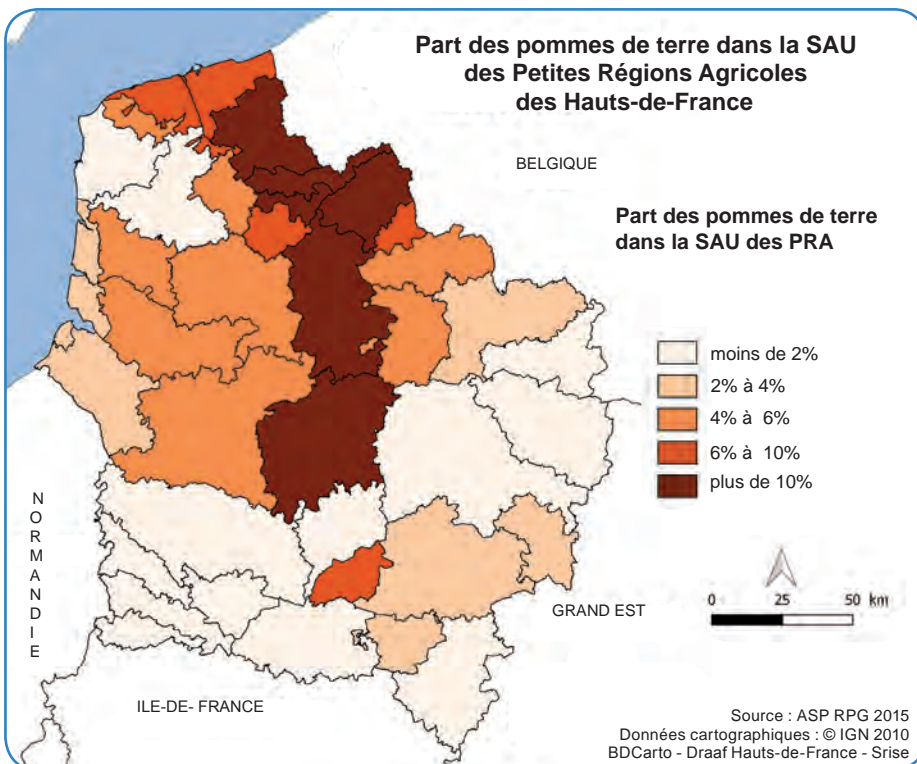 Part des pommes de terre dans la SAU
des Petites Régions Agricoles
des Hauts-de-France
BELGIQUE
Part des pommes de terre
dans la SAU des PRA
moins de 2%
2% à 4%
4% à 6%
6% à 10%
plus de 10%
NORMANDIE
GRAND EST
0 25 50 km
ILE-DE- FRANCE
Source : ASP RPG 2015
Données cartographiques : © IGN 2010
BDCarto - Draaf Hauts-de-France - Srise